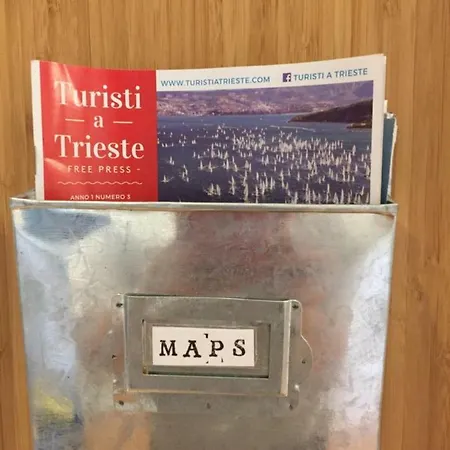 Turisti
a
Trieste
- FREE PRESS -
ANNO 1 NUMERO 3
WWW.TURISTIATRIESTE.COM
TURISTI A TRIESTE
MAPS